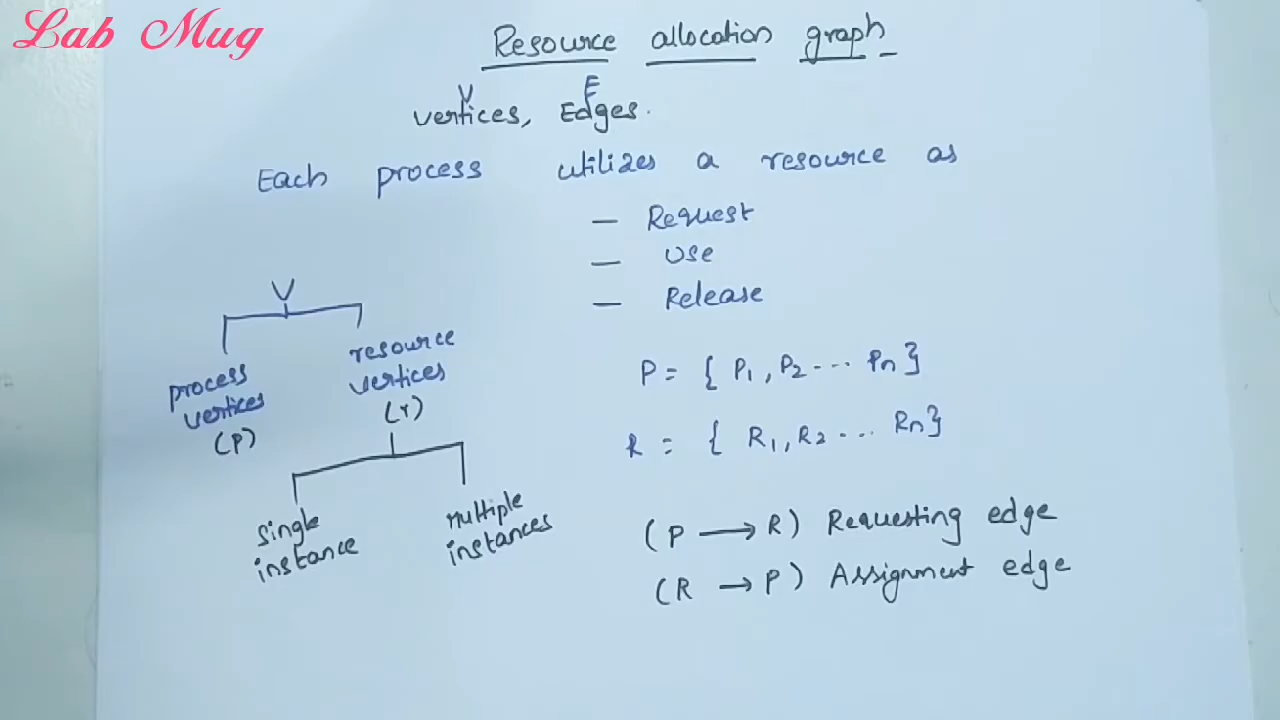 Lab Mug
Resource allocation graph
V E
vertices, Edges.
Each process utilizes a resource as
— Request
— Use
— Release
V
process
vertices
(P)
resource
vertices
(r)
single
instance
Multiple
instances
P = { P1, P2 ... Pn }
R = { R1, R2 ... Rn }
(P → R) Requesting edge
(R → P) Assignment edge